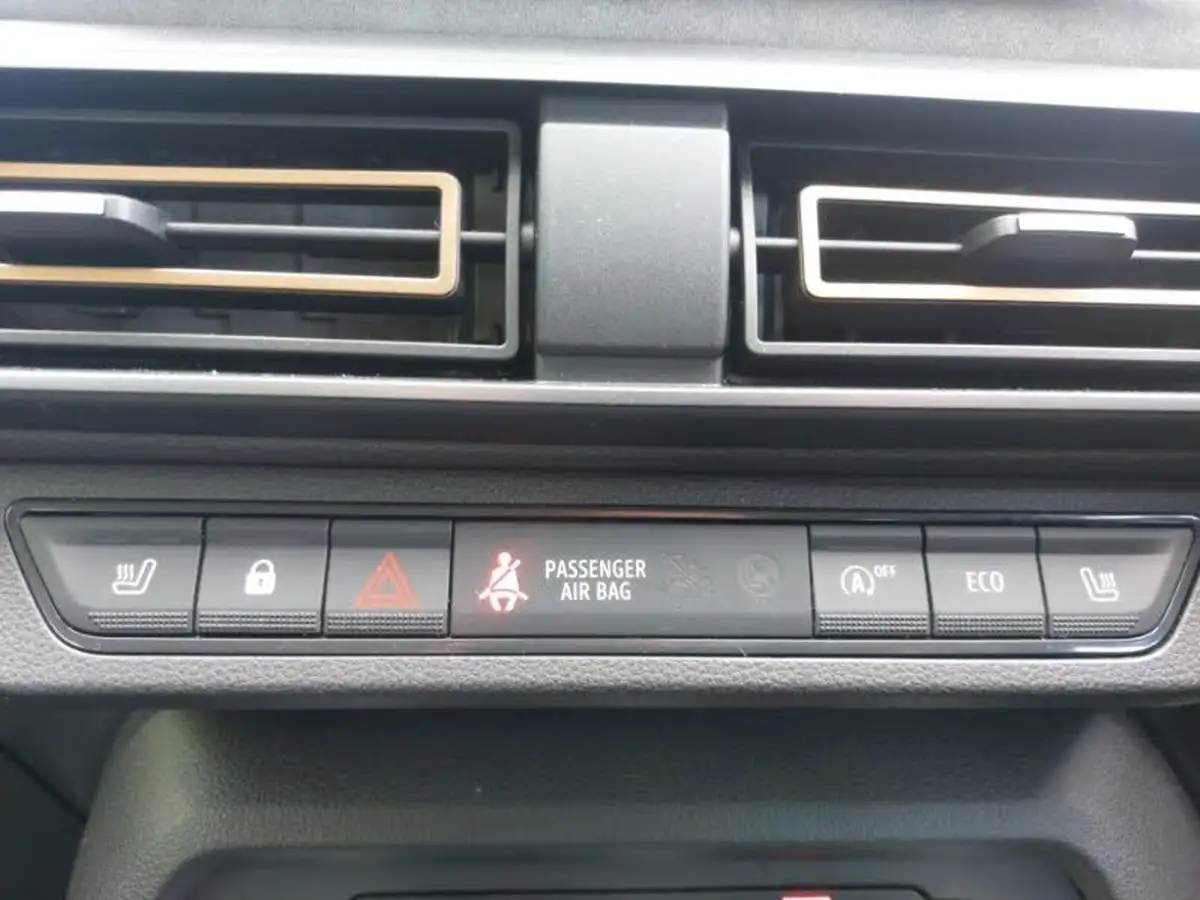 PASSENGER
AIR BAG
A OFF
ECO